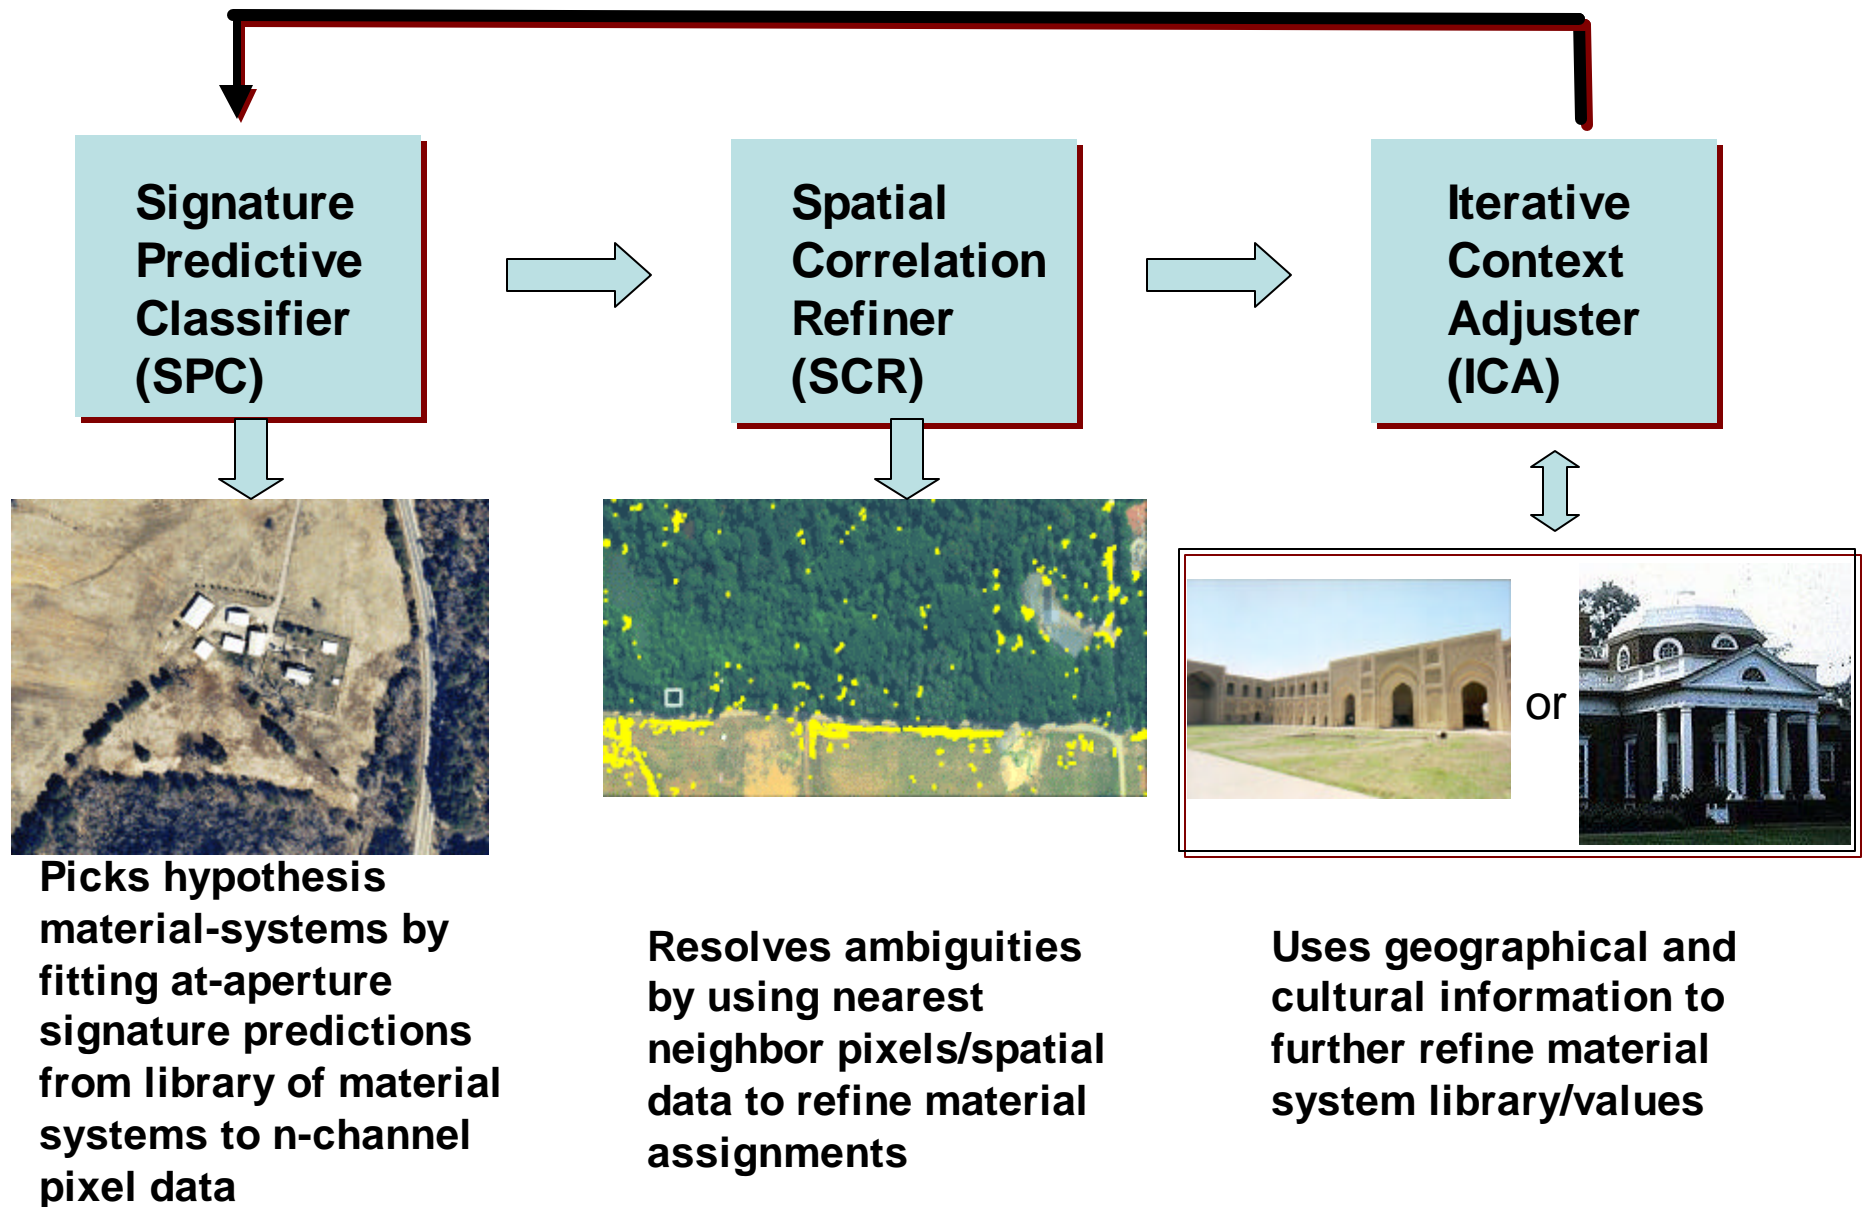 Signature
Predictive
Classifier
(SPC)
Spatial
Correlation
Refiner
(SCR)
Iterative
Context
Adjuster
(ICA)
or
Picks hypothesis
material-systems by
fitting at-aperture
signature predictions
from library of material
systems to n-channel
pixel data
Resolves ambiguities
by using nearest
neighbor pixels/spatial
data to refine material
assignments
Uses geographical and
cultural information to
further refine material
system library/values